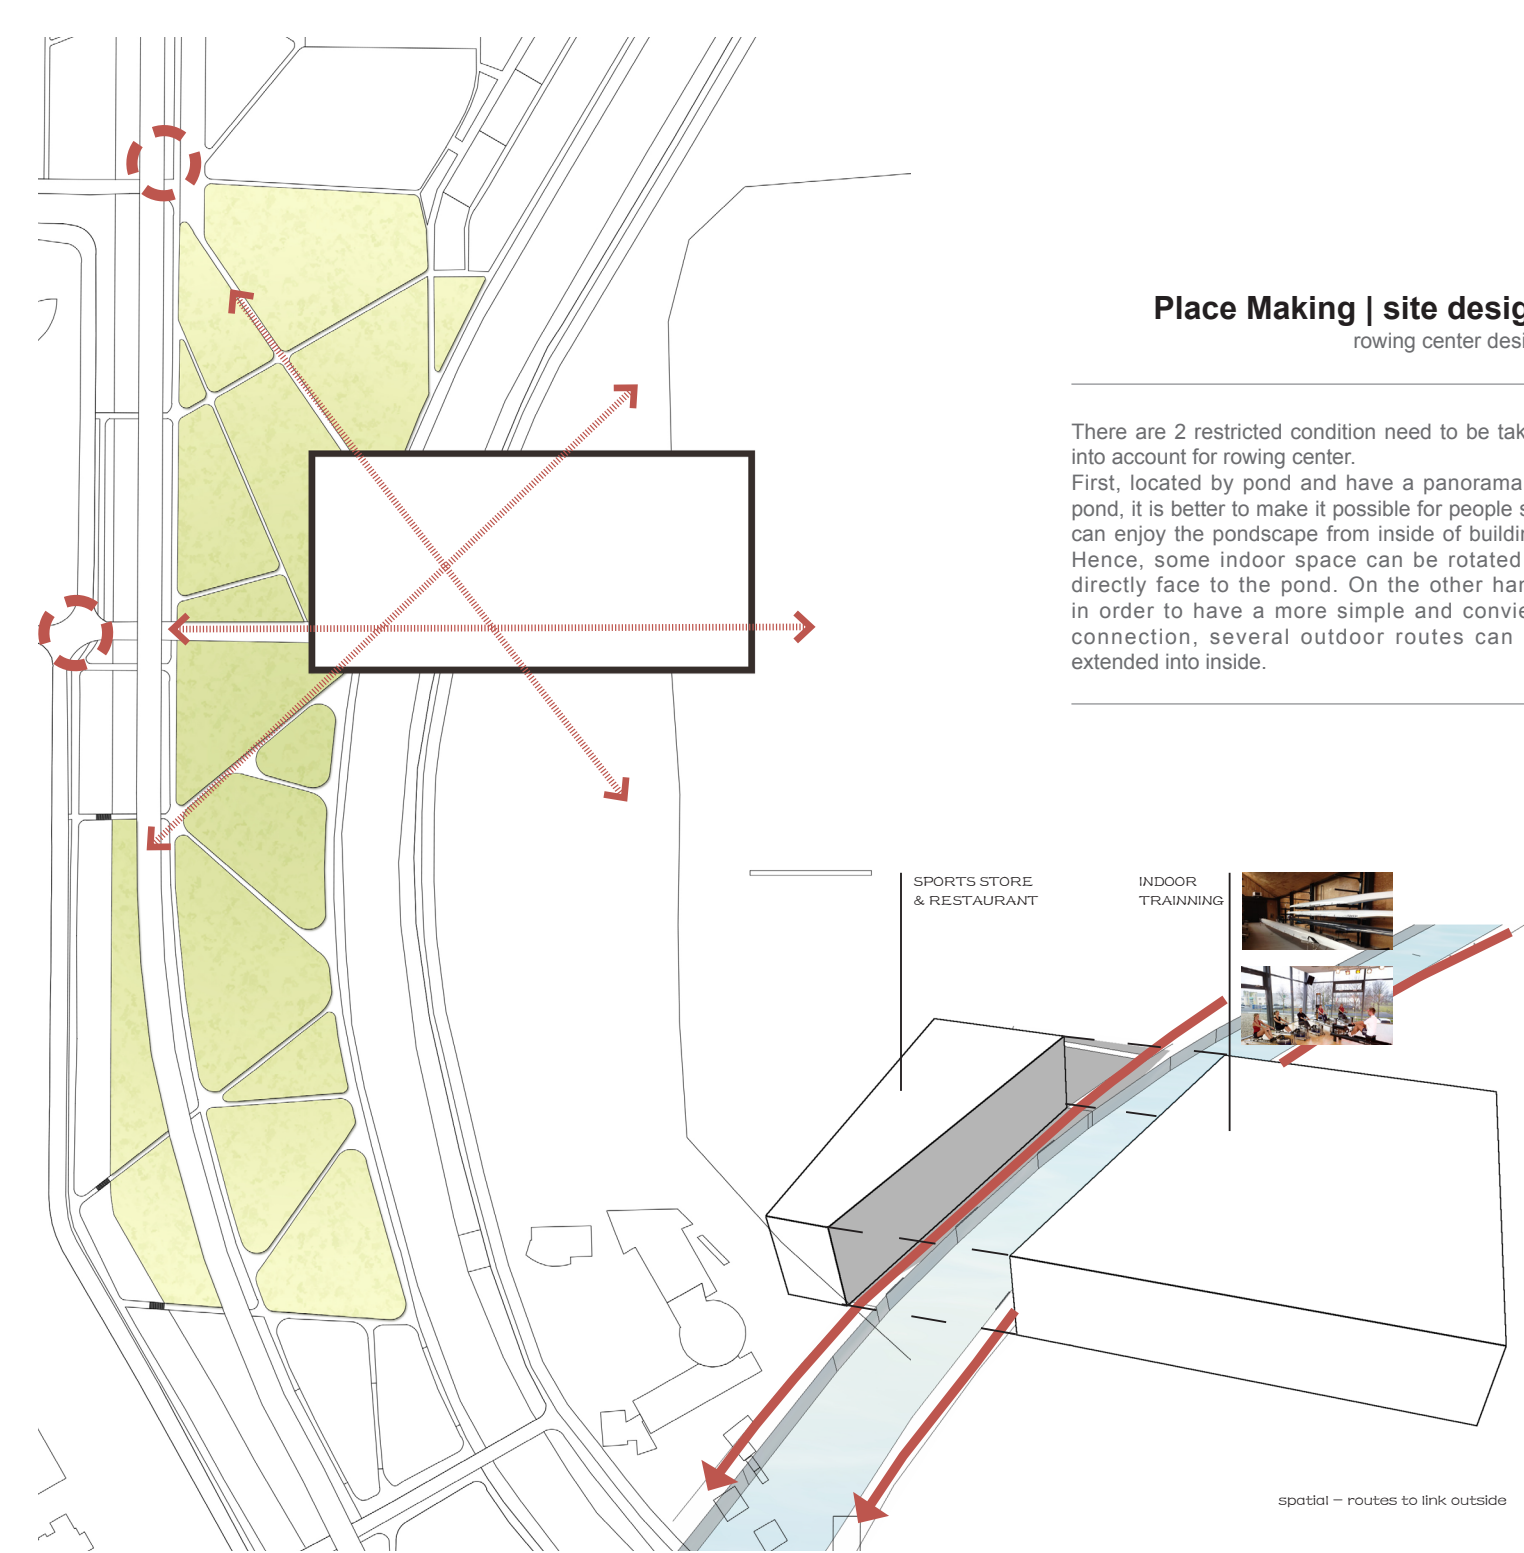 Place Making | site desig
rowing center desi
There are 2 restricted condition need to be tak
into account for rowing center.
First, located by pond and have a panorama
pond, it is better to make it possible for people s
can enjoy the pondscape from inside of buildin
Hence, some indoor space can be rotated
directly face to the pond. On the other han
in order to have a more simple and convie
connection, several outdoor routes can
extended into inside.
SPORTS STORE
& RESTAURANT
INDOOR
TRAINNING
spatial – routes to link outside